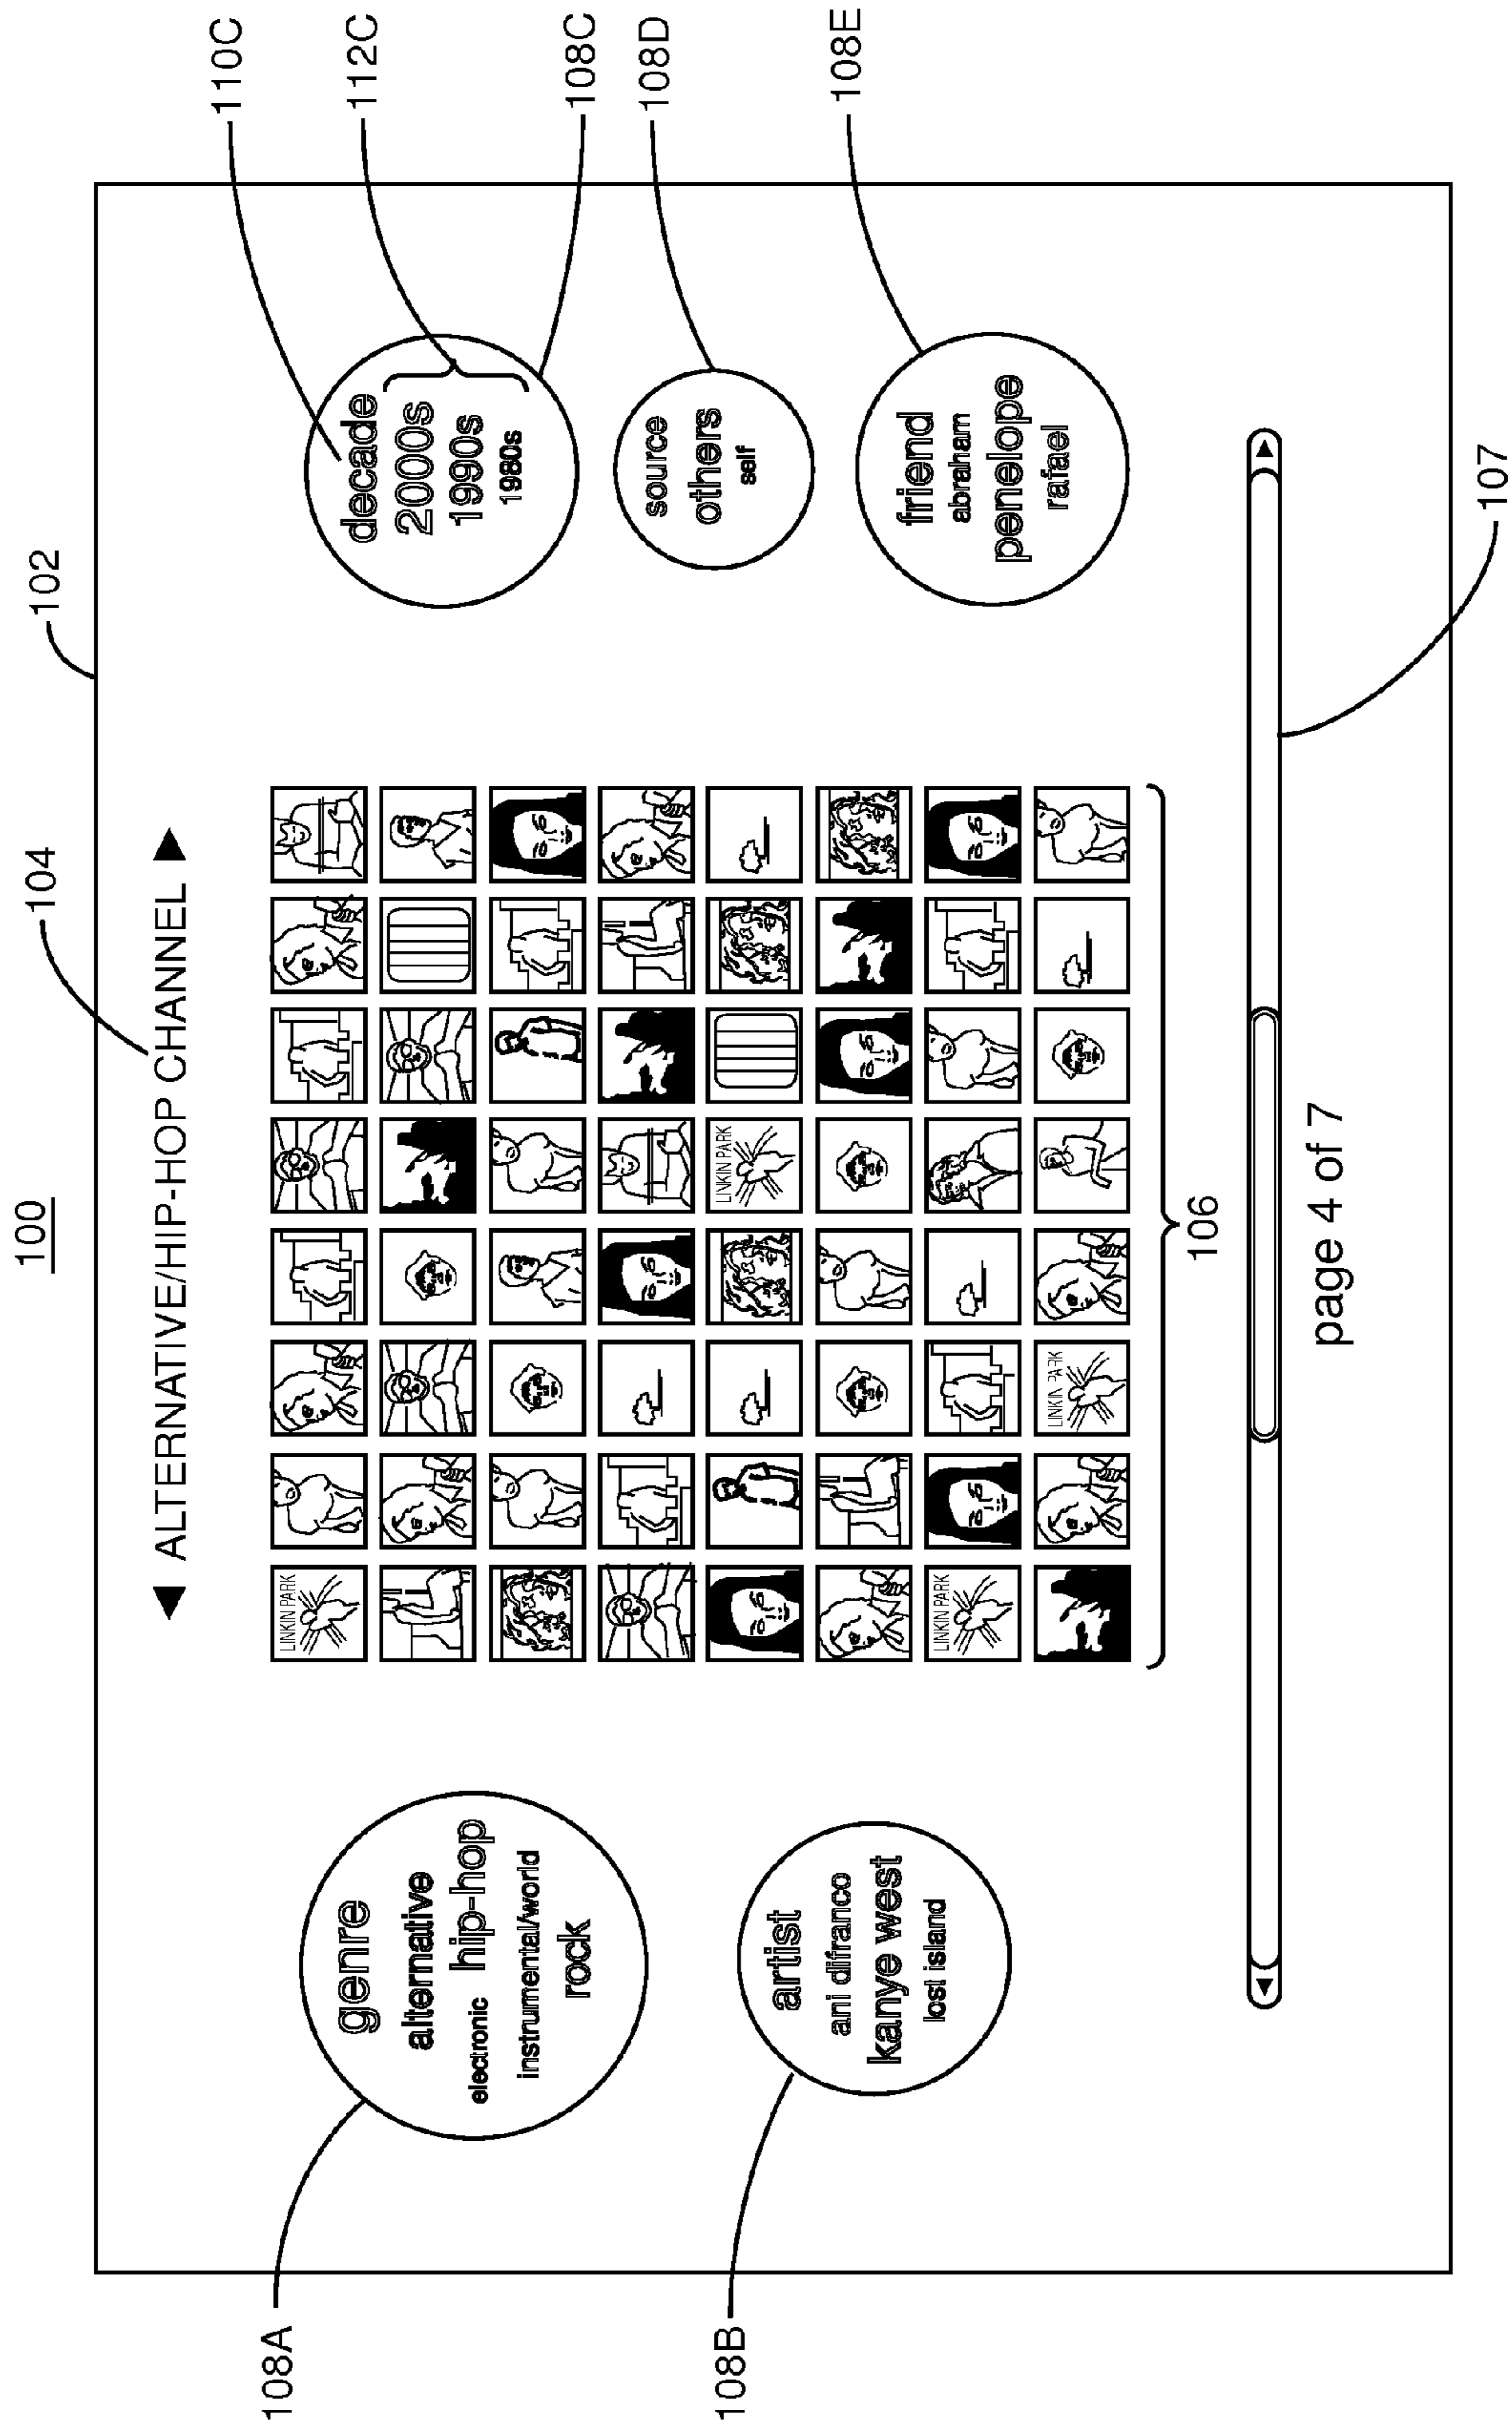 100
102
104
◀ ALTERNATIVE/HIP-HOP CHANNEL ▶
108A
genre
alternative
electronic hip-hop
instrumental/world
rock
108B
artist
ani difranco
kanye west
lost island
LINKIN PARK
LINKIN PARK
LINKIN PARK
LINKIN PARK
106
110C
112C
108C
decade
2000s
1990s
1980s
108D
source
others
self
108E
friend
abraham
penelope
rafael
107
page 4 of 7